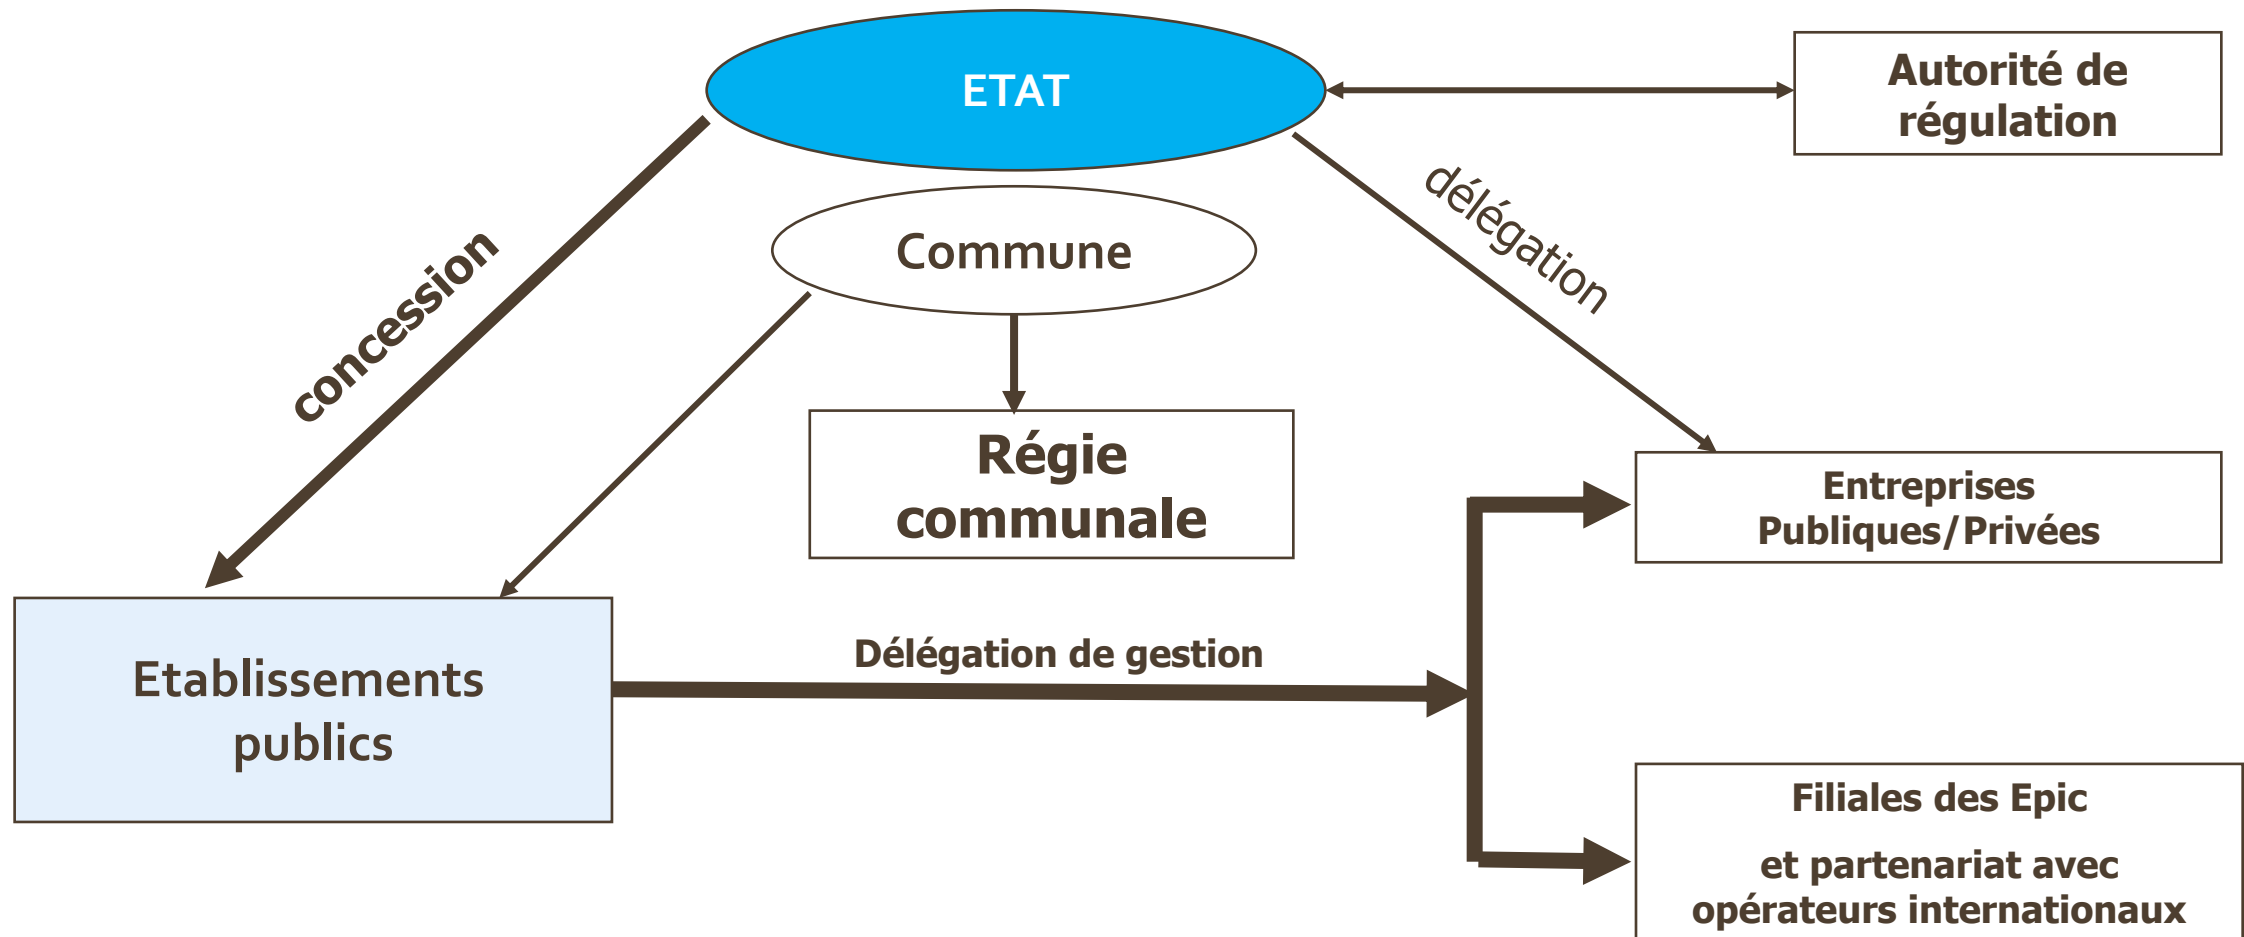 ETAT
Autorité de
régulation
concession
Commune
délégation
Régie
communale
Entreprises
Publiques/Privées
Etablissements
publics
Délégation de gestion
Filiales des Epic
et partenariat avec
opérateurs internationaux